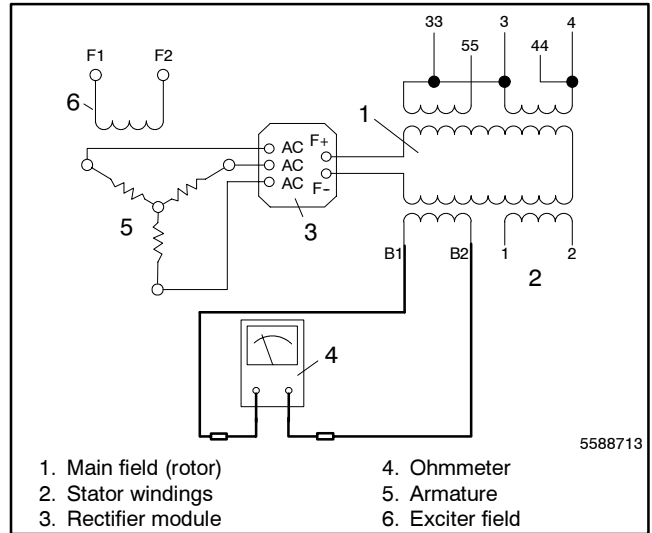 33 3 4
F1 F2 55 44
6 1
AC F+
AC
AC F-
5 3
B1 B2 1 2
2
4
5588713
1. Main field (rotor) 4. Ohmmeter
2. Stator windings 5. Armature
3. Rectifier module 6. Exciter field